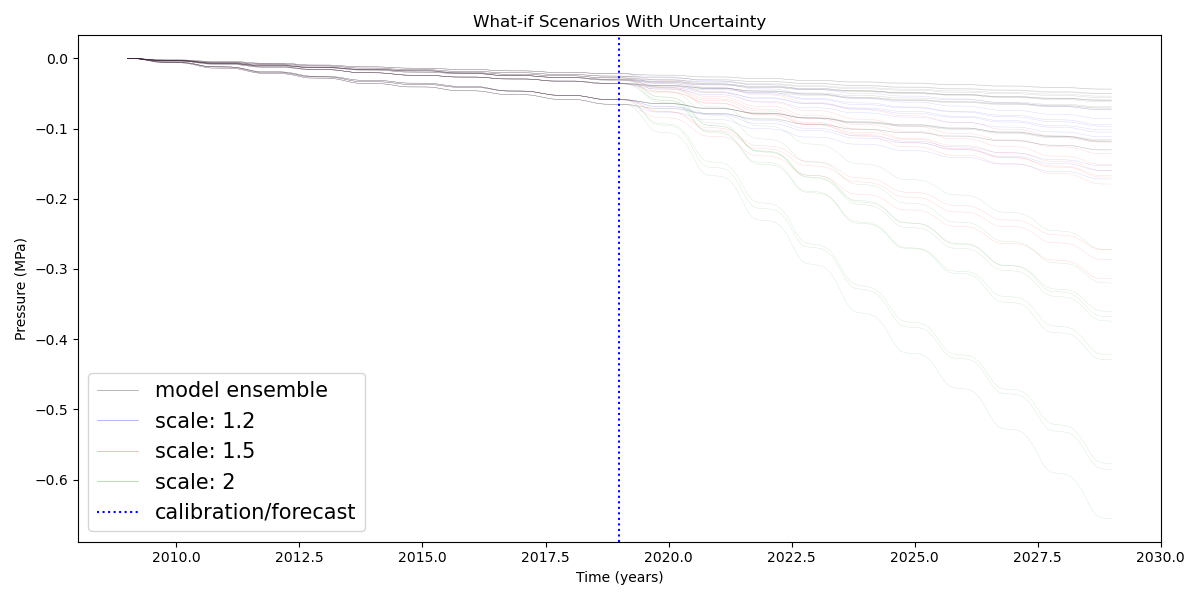 What-if Scenarios With Uncertainty
Pressure (MPa)
0.0
−0.1
−0.2
−0.3
−0.4
−0.5
−0.6
model ensemble
scale: 1.2
scale: 1.5
scale: 2
calibration/forecast
2010.0 2012.5 2015.0 2017.5 2020.0 2022.5 2025.0 2027.5 2030.0
Time (years)